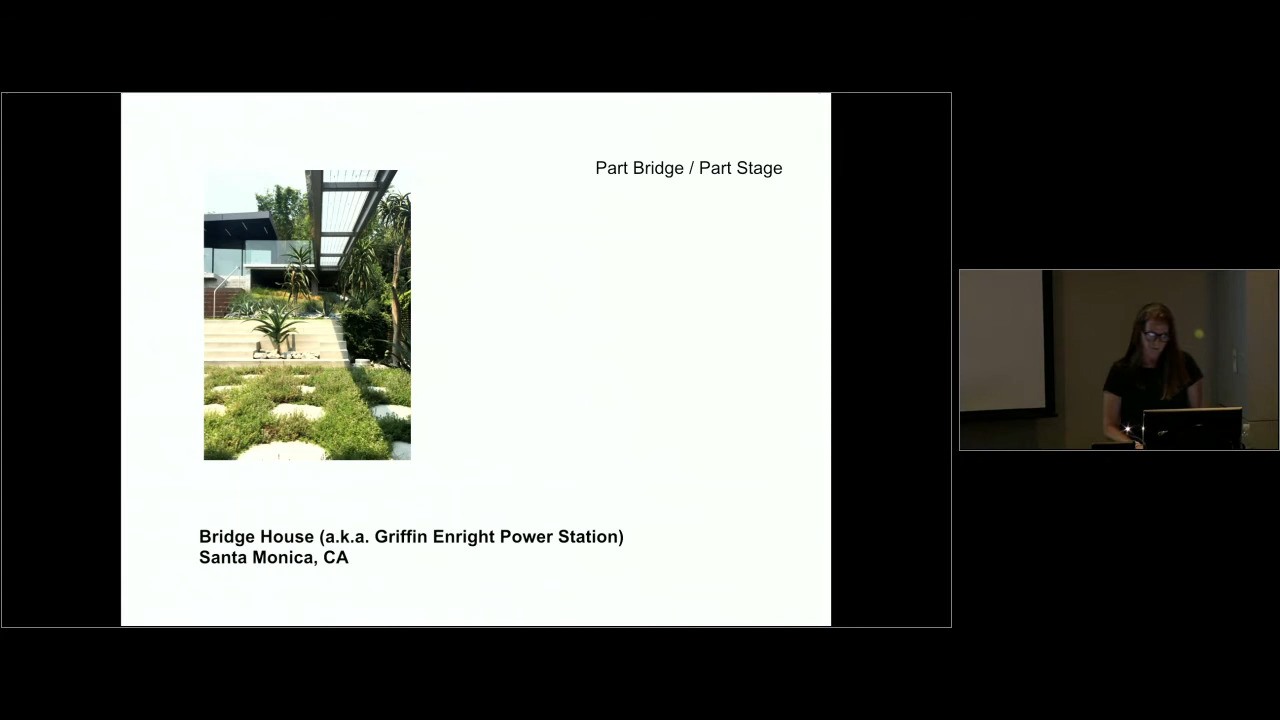 Part Bridge / Part Stage
Bridge House (a.k.a. Griffin Enright Power Station)
Santa Monica, CA